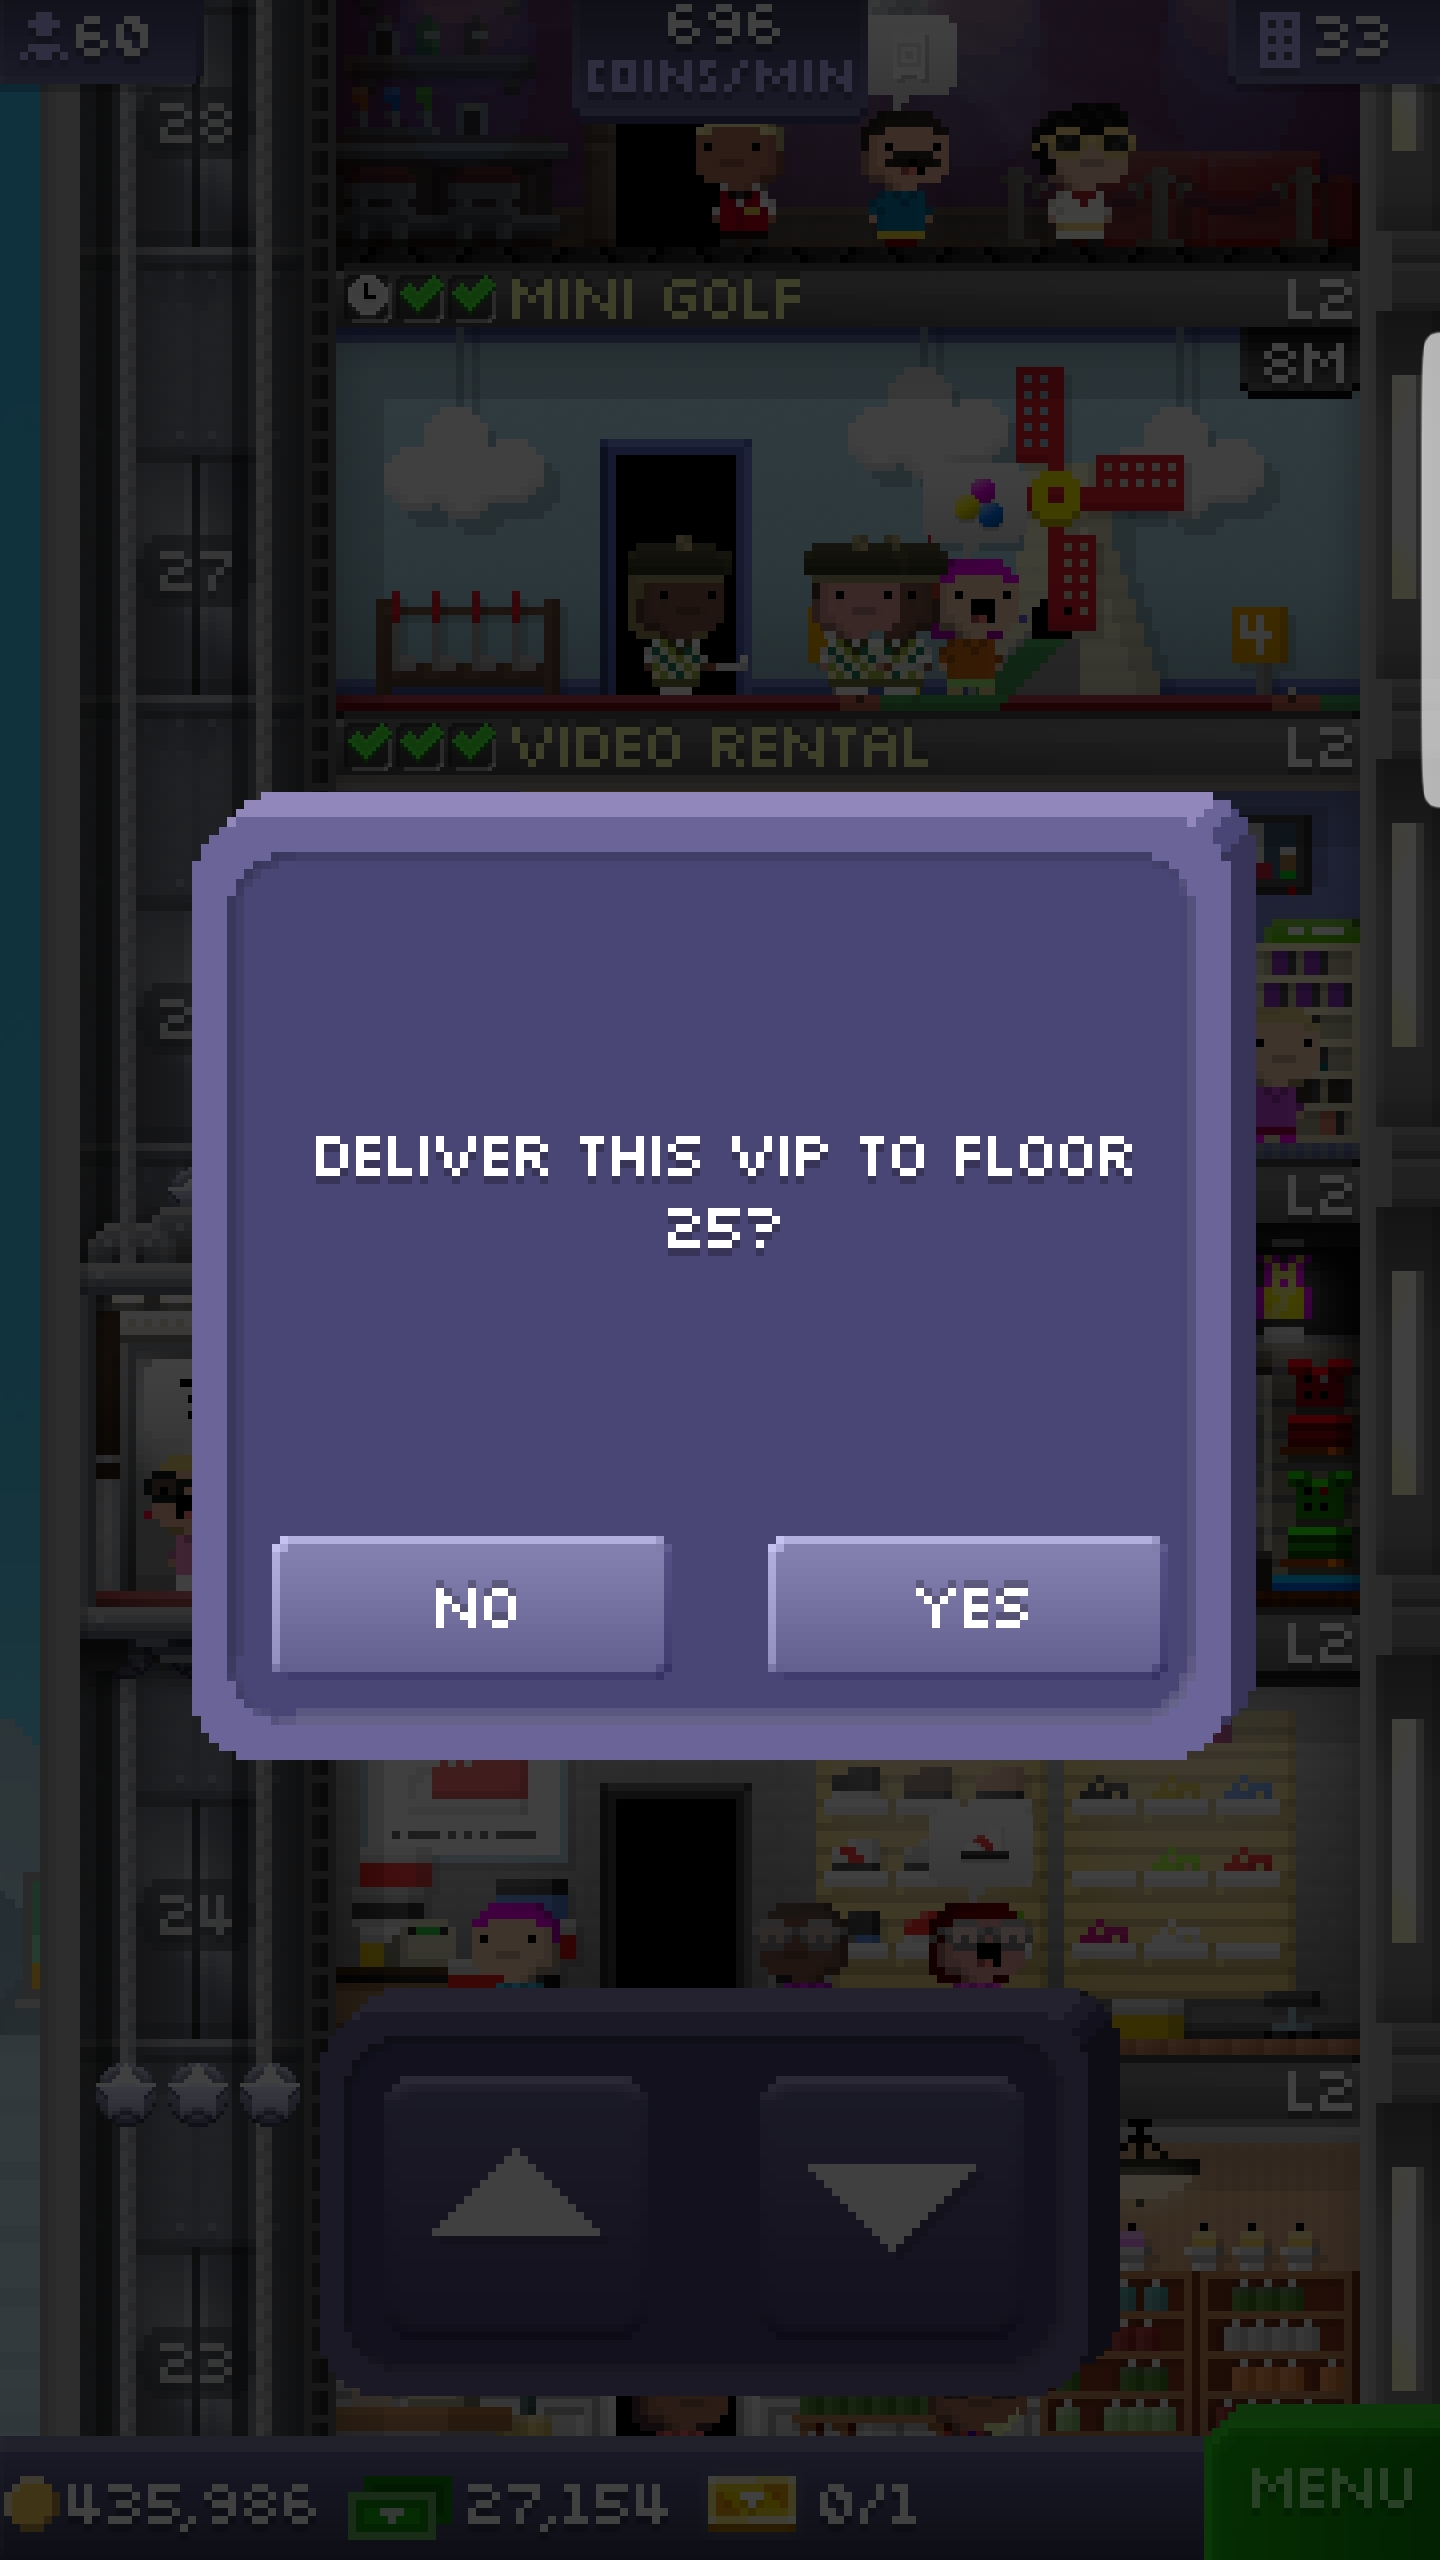 60
696
COINS/MIN
33
28
MINI GOLF L2
8M
27
4
VIDEO RENTAL L2
L2
DELIVER THIS VIP TO FLOOR
25?
NO YES
L2
24
L2
23
435,986 27,154 0/1 MENU